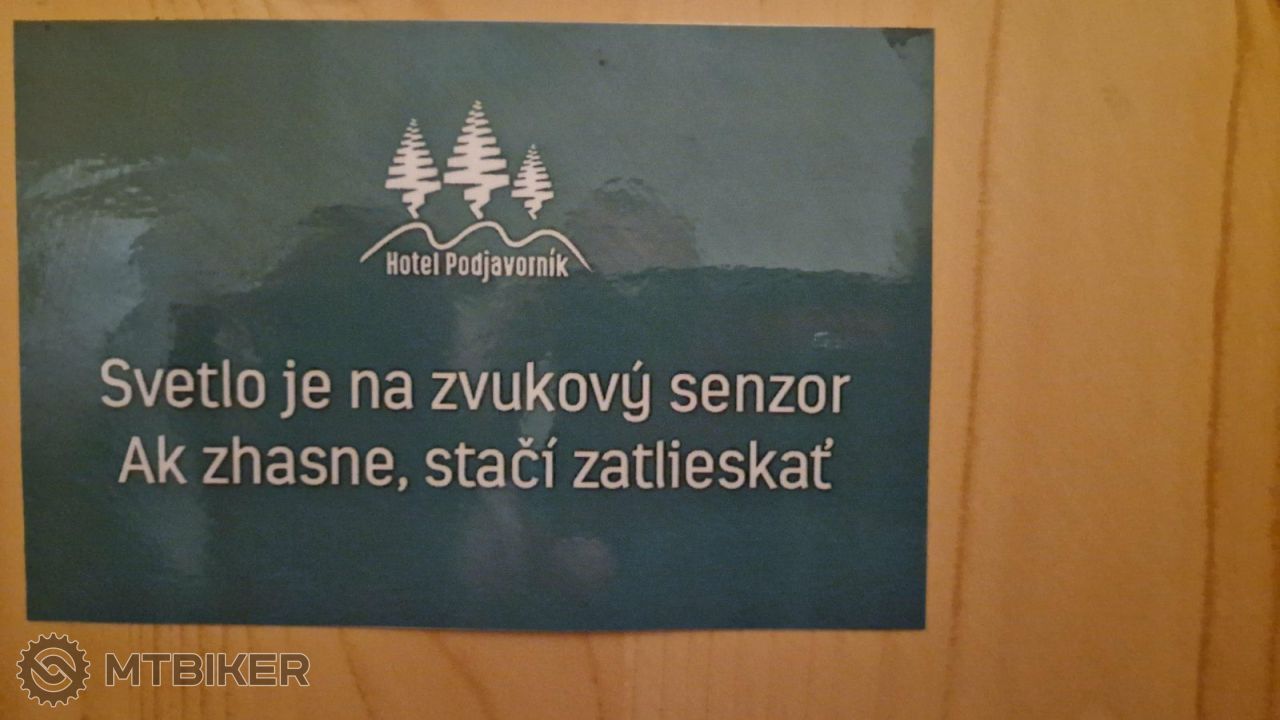 Hotel Podjavorník
Svetlo je na zvukový senzor
Ak zhasne, stačí zatlieskať
MTBIKER